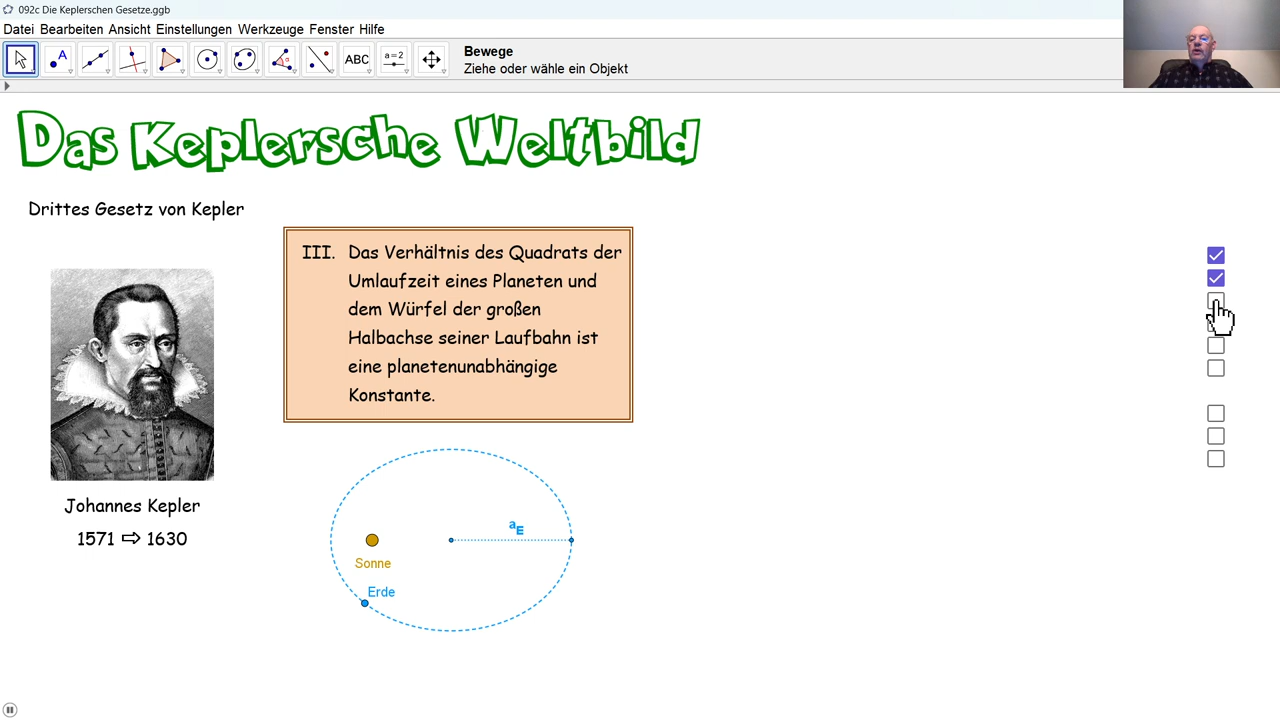 092c Die Keplerschen Gesetze.ggb
Datei Bearbeiten Ansicht Einstellungen Werkzeuge Fenster Hilfe
A
α
ABC
a=2
Bewege
Ziehe oder wähle ein Objekt
Das Keplersche Weltbild
Drittes Gesetz von Kepler
III. Das Verhältnis des Quadrats der
Umlaufzeit eines Planeten und
dem Würfel der großen
Halbachse seiner Laufbahn ist
eine planetenunabhängige
Konstante.
Johannes Kepler
1571 ⇨ 1630
aE
Sonne
Erde